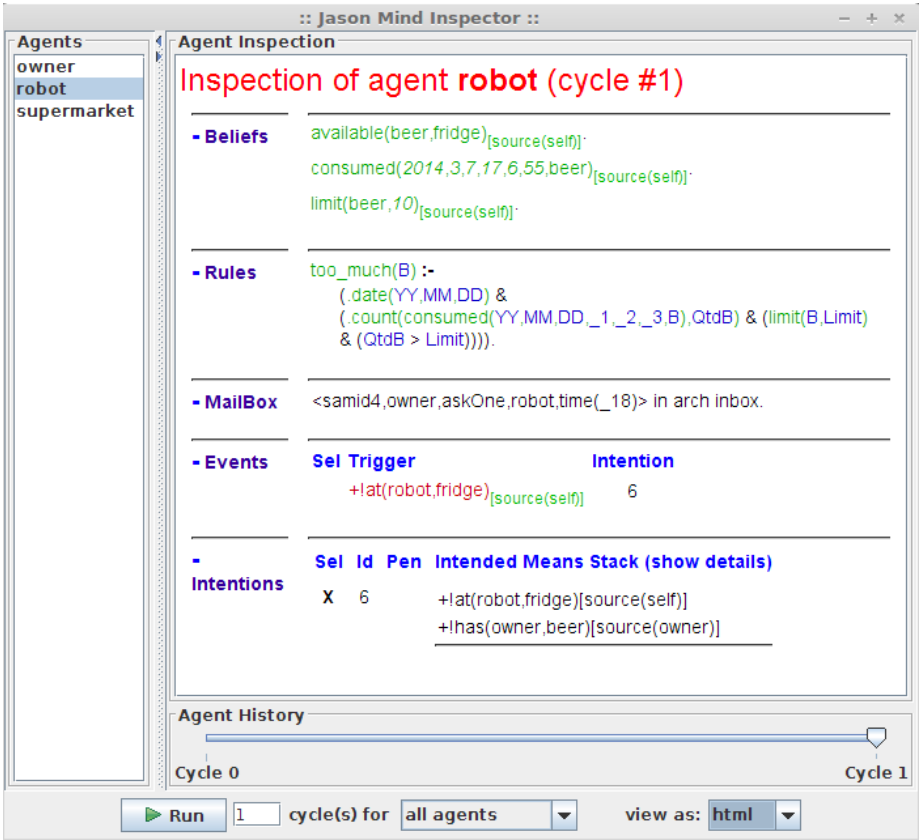 :: Jason Mind Inspector ::
Agents
owner
robot
supermarket
Agent Inspection
Inspection of agent robot (cycle #1)
- Beliefs
available(beer,fridge)[source(self)].
consumed(2014,3,7,17,6,55,beer)[source(self)].
limit(beer,10)[source(self)].
- Rules
too_much(B) :-
(.date(YY,MM,DD) &
(.count(consumed(YY,MM,DD,_1,_2,_3,B),QtdB) & (limit(B,Limit)
& (QtdB > Limit)))).
- MailBox
<samid4,owner,askOne,robot,time(_18)> in arch inbox.
- Events
Sel Trigger Intention
+!at(robot,fridge)[source(self)] 6
- Intentions
Sel Id Pen Intended Means Stack (show details)
X 6 +!at(robot,fridge)[source(self)]
+!has(owner,beer)[source(owner)]
Agent History
Cycle 0 Cycle 1
Run 1 cycle(s) for all agents view as: html